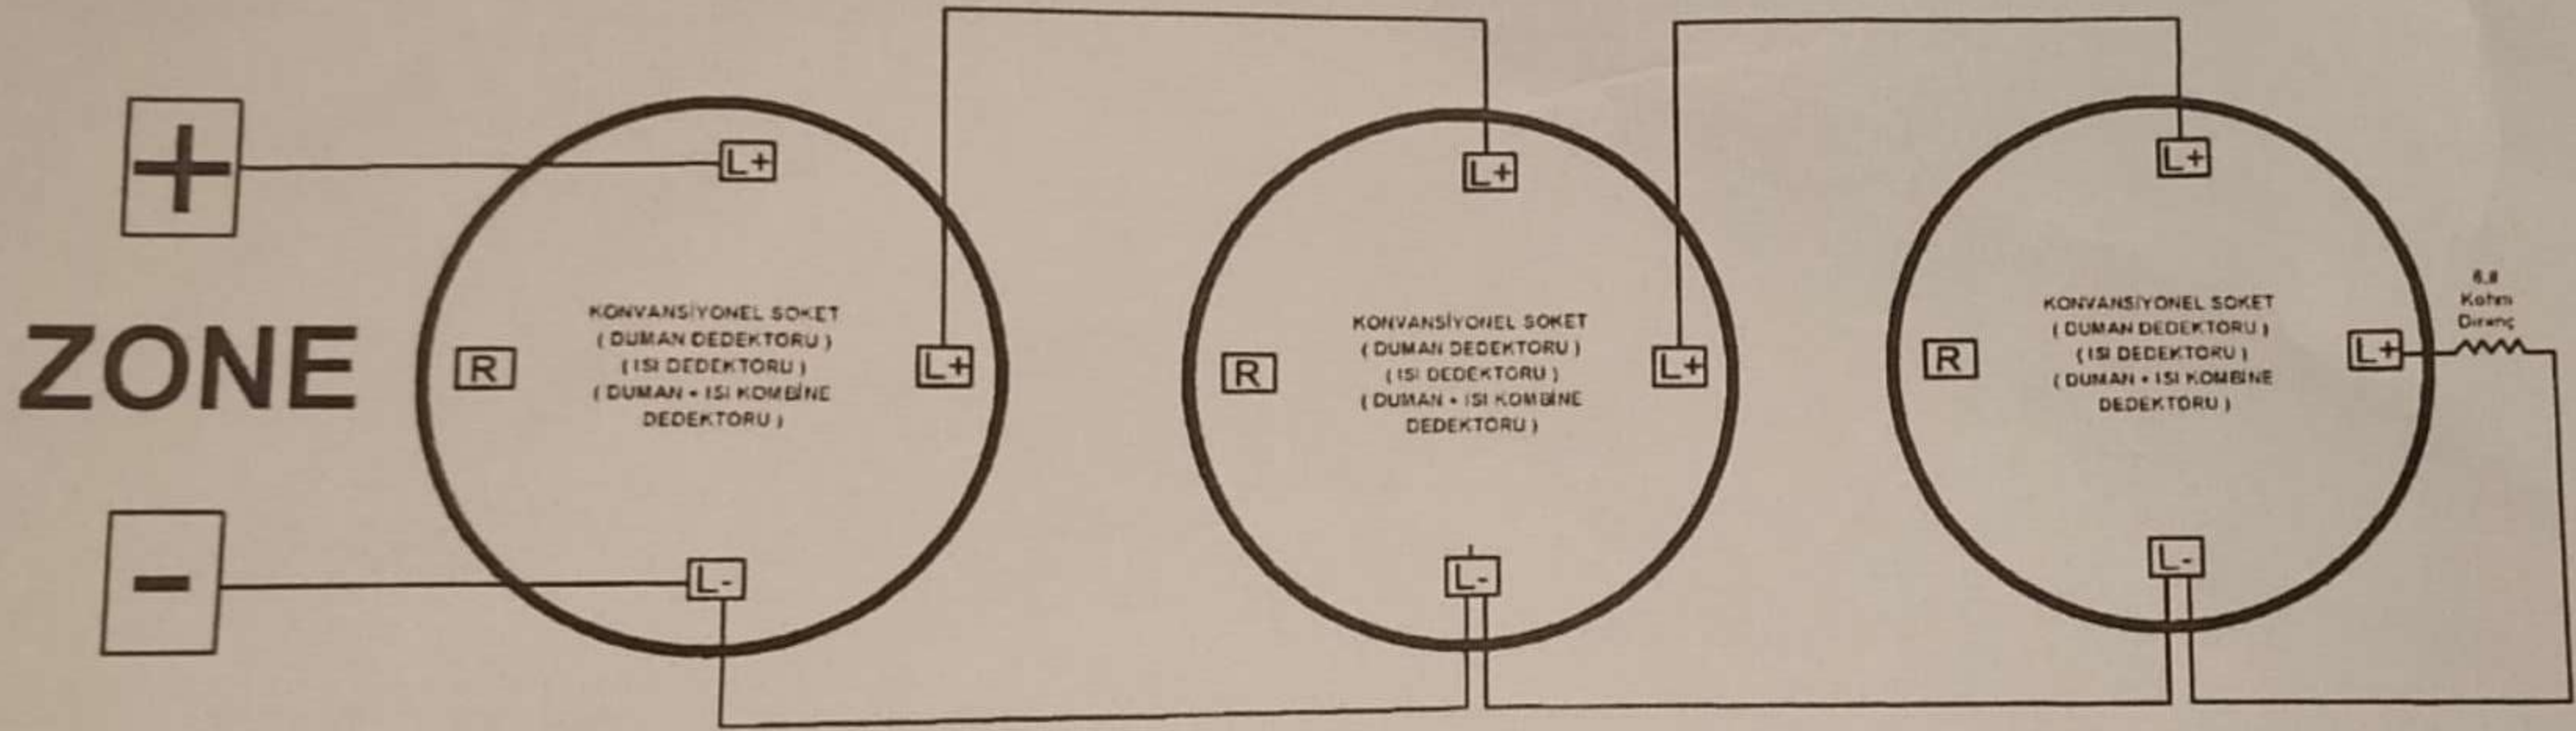 +
ZONE
-
L+
R
KONVANSİYONEL SOKET
( DUMAN DEDEKTORU )
( ISI DEDEKTORU )
( DUMAN + ISI KOMBİNE
DEDEKTORU )
L+
L-
L+
R
KONVANSİYONEL SOKET
( DUMAN DEDEKTORU )
( ISI DEDEKTORU )
( DUMAN + ISI KOMBİNE
DEDEKTORU )
L+
L-
L+
R
KONVANSİYONEL SOKET
( DUMAN DEDEKTORU )
( ISI DEDEKTORU )
( DUMAN + ISI KOMBİNE
DEDEKTORU )
L+
L-
6.8
Kohm
Direnç